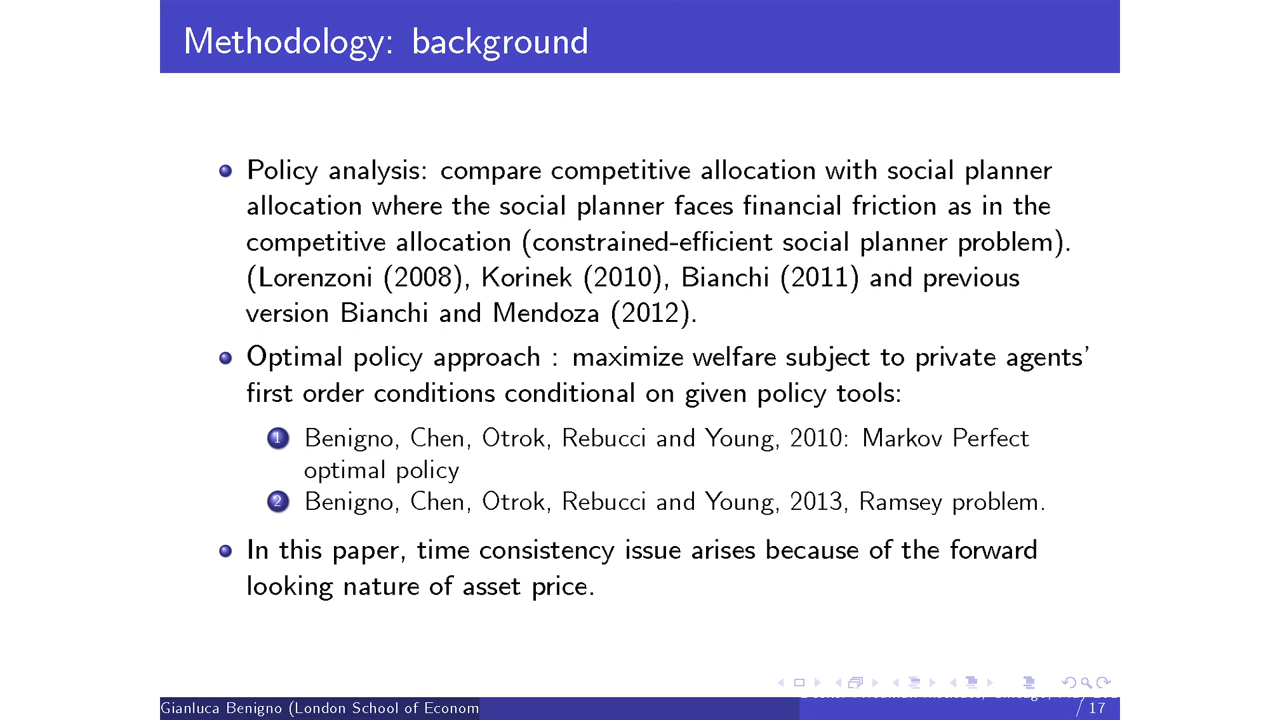 Methodology: background
Policy analysis: compare competitive allocation with social planner
allocation where the social planner faces financial friction as in the
competitive allocation (constrained-efficient social planner problem).
(Lorenzoni (2008), Korinek (2010), Bianchi (2011) and previous
version Bianchi and Mendoza (2012).
Optimal policy approach : maximize welfare subject to private agents'
first order conditions conditional on given policy tools:
1 Benigno, Chen, Otrok, Rebucci and Young, 2010: Markov Perfect
optimal policy
2 Benigno, Chen, Otrok, Rebucci and Young, 2013, Ramsey problem.
In this paper, time consistency issue arises because of the forward
looking nature of asset price.
Gianluca Benigno (London School of Econom
/ 17